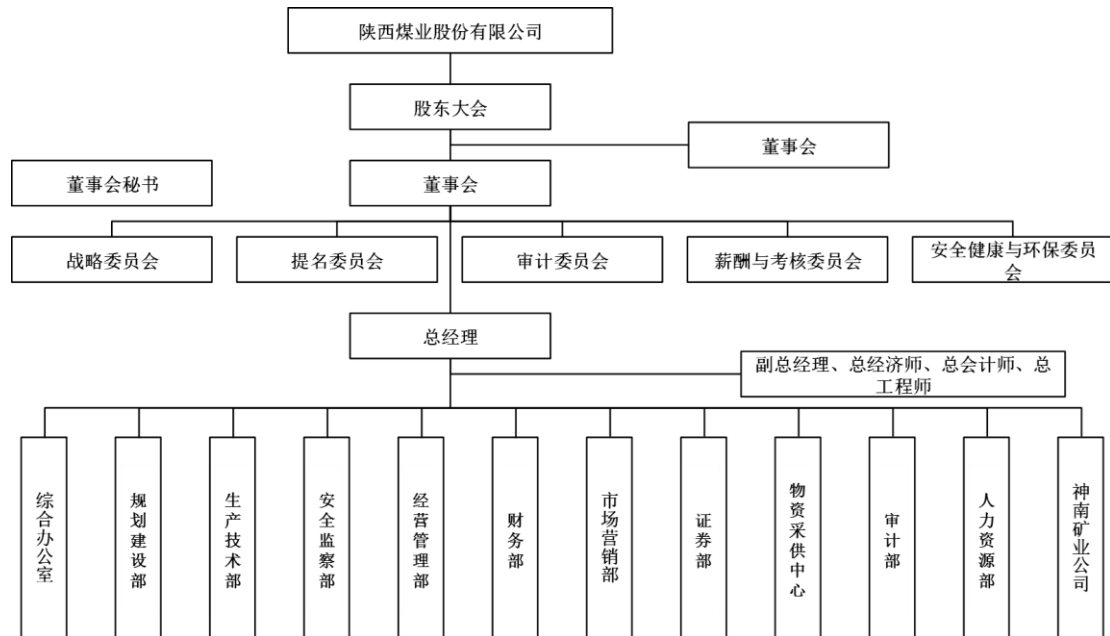 陕西煤业股份有限公司
股东大会
董事会
董事会秘书
董事会
战略委员会
提名委员会
审计委员会
薪酬与考核委员会
安全健康与环保委员
会
总经理
副总经理、总经济师、总会计师、总
工程师
综合办公室
规划建设部
生产技术部
安全监察部
经营管理部
财务部
市场营销部
证券部
物资采供中心
审计部
人力资源部
神南矿业公司